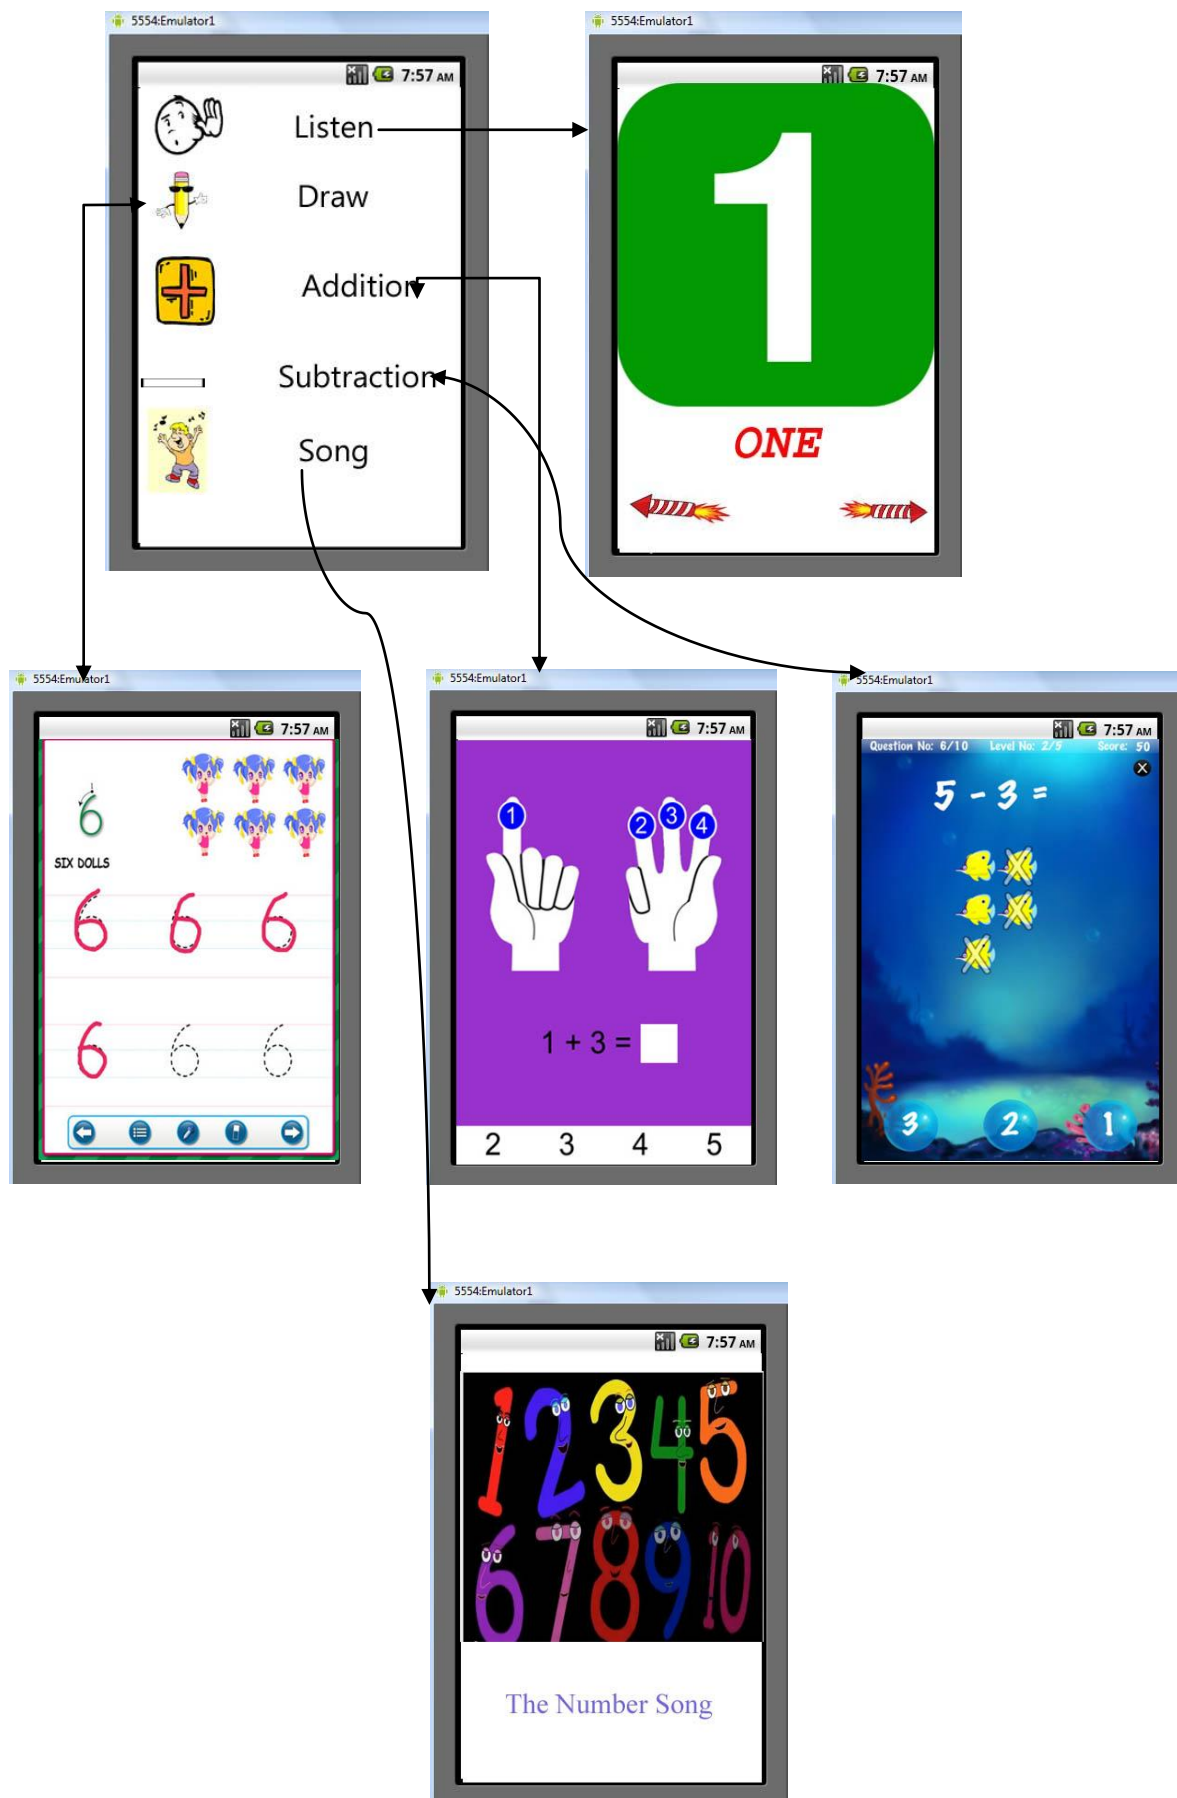 5554:Emulator1
7:57 AM
Listen
Draw
Addition
Subtraction
Song
5554:Emulator1
7:57 AM
1
ONE
5554:Emulator1
7:57 AM
6
SIX DOLLS
6 6 6
6 6 6
5554:Emulator1
7:57 AM
1
2 3 4
1 + 3 =
2 3 4 5
5554:Emulator1
7:57 AM
Question No: 6/10 Level No: 2/5 Score: 50
5 - 3 =
3 2 1
5554:Emulator1
7:57 AM
1 2 3 4 5
6 7 8 9 10
The Number Song